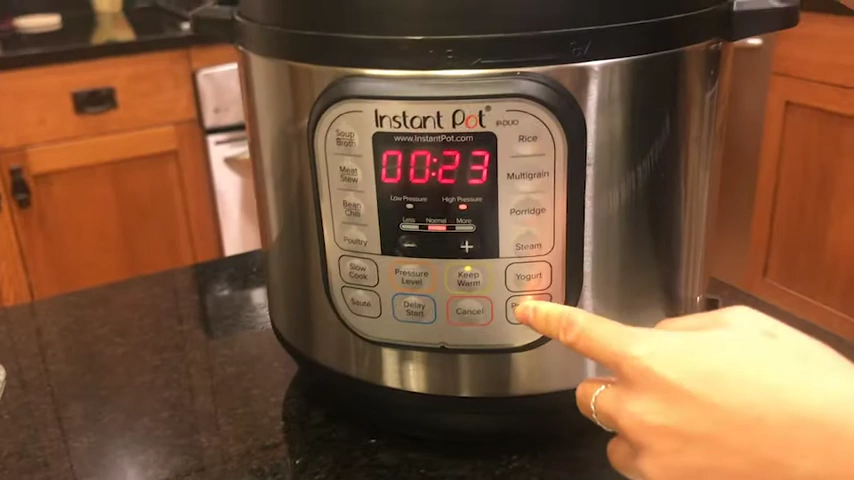 Instant Pot® IP-DUO
www.InstantPot.com
00:23
Low Pressure High Pressure
Less Normal More
− +
Soup
Broth
Meat
Stew
Bean
Chili
Poultry
Rice
Multigrain
Porridge
Steam
Slow
Cook
Pressure
Level
Keep
Warm
Yogurt
Sauté
Delay
Start
Cancel